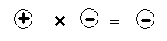 ⊕ × ⊖ = ⊖